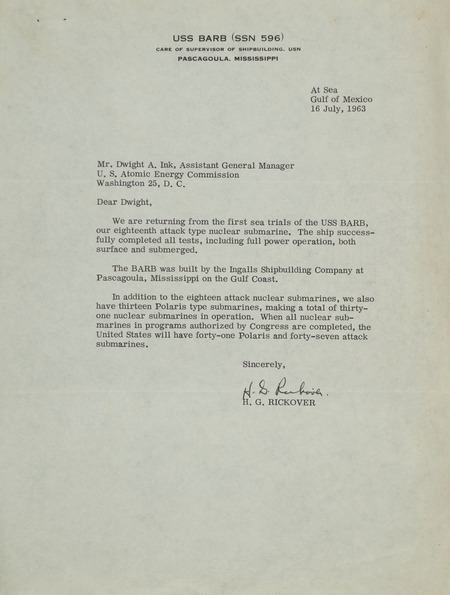 USS BARB (SSN 596)
CARE OF SUPERVISOR OF SHIPBUILDING, USN
PASCAGOULA, MISSISSIPPI
At Sea
Gulf of Mexico
16 July, 1963
Mr. Dwight A. Ink, Assistant General Manager
U. S. Atomic Energy Commission
Washington 25, D. C.
Dear Dwight,
We are returning from the first sea trials of the USS BARB,
our eighteenth attack type nuclear submarine. The ship success-
fully completed all tests, including full power operation, both
surface and submerged.
The BARB was built by the Ingalls Shipbuilding Company at
Pascagoula, Mississippi on the Gulf Coast.
In addition to the eighteen attack nuclear submarines, we also
have thirteen Polaris type submarines, making a total of thirty-
one nuclear submarines in operation. When all nuclear sub-
marines in programs authorized by Congress are completed, the
United States will have forty-one Polaris and forty-seven attack
submarines.
Sincerely,
H. G. Rickover.
H. G. RICKOVER